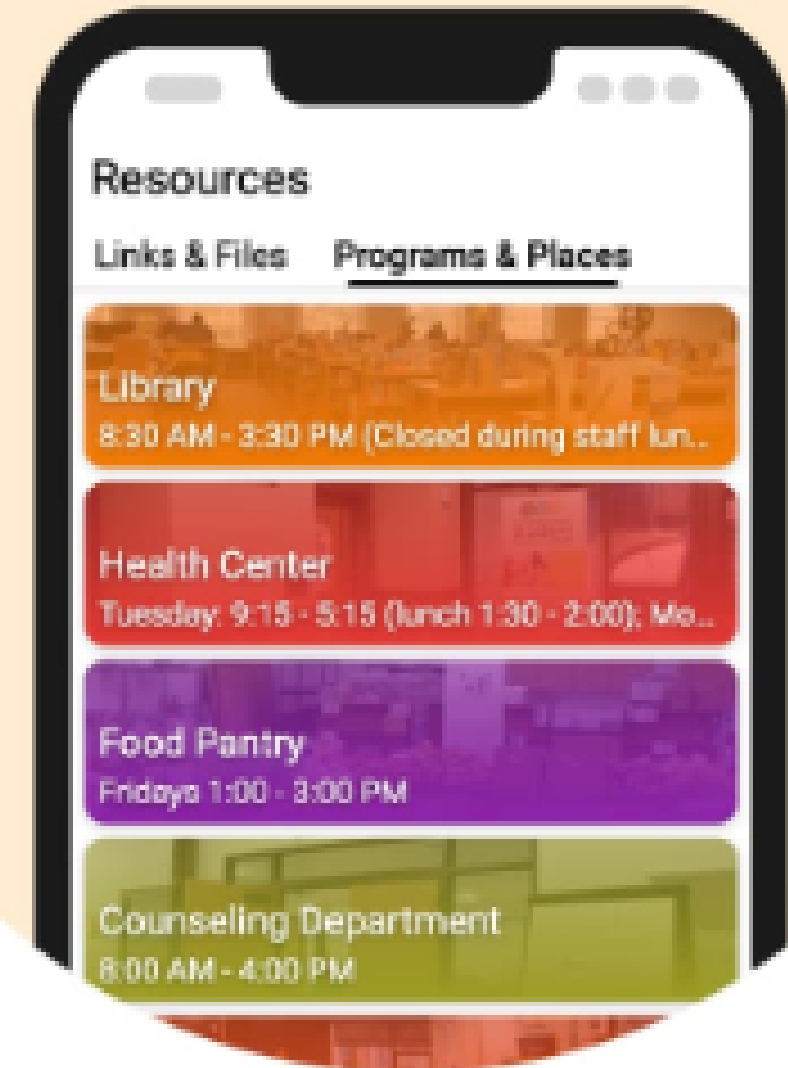 Resources
Links & Files Programs & Places
Library
8:30 AM - 3:30 PM (Closed during staff lun...
Health Center
Tuesday: 9:15 - 5:15 (lunch 1:30 - 2:00); Mo...
Food Pantry
Fridays 1:00 - 3:00 PM
Counseling Department
8:00 AM - 4:00 PM